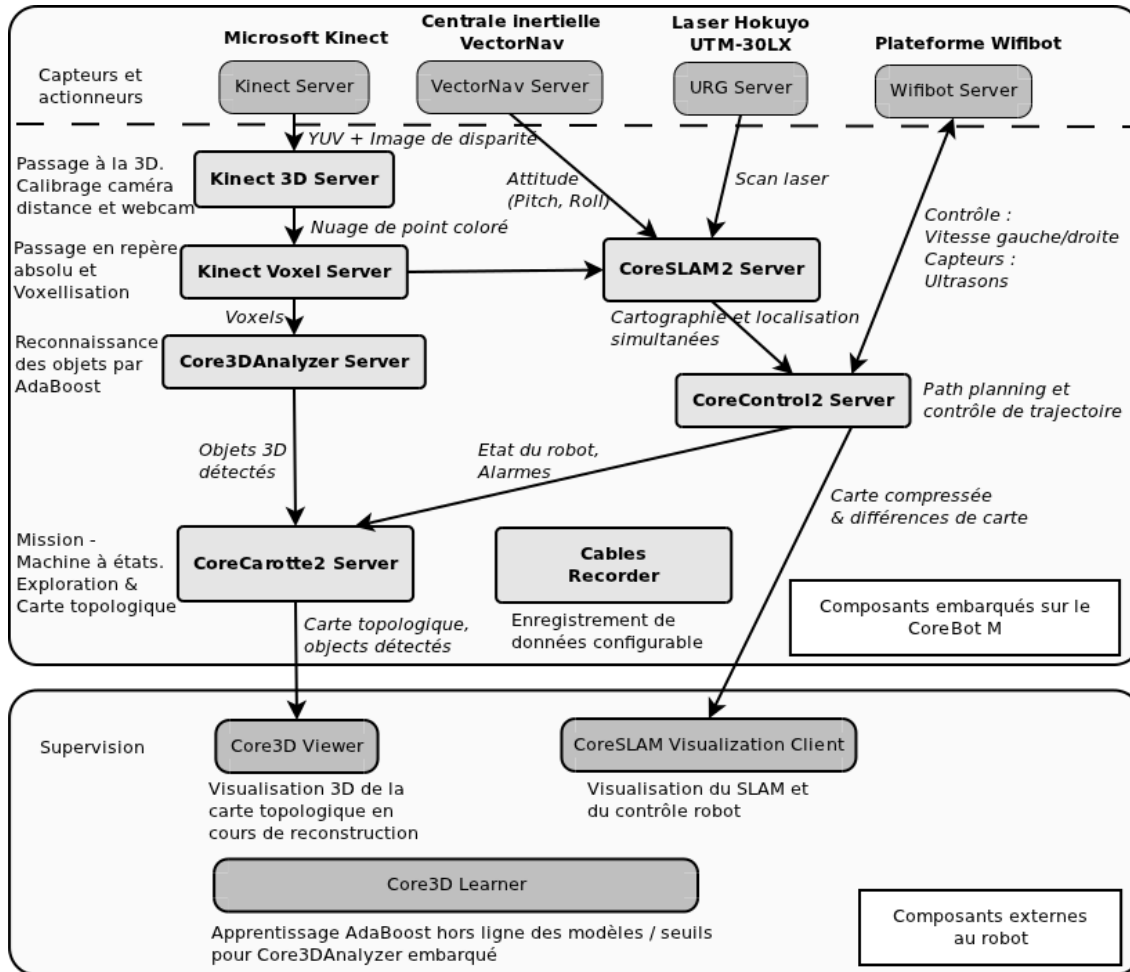 Microsoft Kinect
Centrale inertielle
VectorNav
Laser Hokuyo
UTM-30LX
Plateforme Wifibot
Capteurs et
actionneurs
Kinect Server
VectorNav Server
URG Server
Wifibot Server
YUV + Image de disparité
Passage à la 3D.
Calibrage caméra
distance et webcam
Kinect 3D Server
Attitude
(Pitch, Roll)
Scan laser
Contrôle :
Vitesse gauche/droite
Capteurs :
Ultrasons
Nuage de point coloré
Passage en repère
absolu et
Voxellisation
Kinect Voxel Server
CoreSLAM2 Server
Voxels
Cartographie et localisation
simultanées
Reconnaissance
des objets par
AdaBoost
Core3DAnalyzer Server
CoreControl2 Server
Path planning et
contrôle de trajectoire
Objets 3D
détectés
Etat du robot,
Alarmes
Carte compressée
& différences de carte
Mission -
Machine à états.
Exploration &
Carte topologique
CoreCarotte2 Server
Cables
Recorder
Enregistrement de
données configurable
Composants embarqués sur le
CoreBot M
Carte topologique,
objects détectés
Supervision
Core3D Viewer
CoreSLAM Visualization Client
Visualisation 3D de la
carte topologique en
cours de reconstruction
Visualisation du SLAM et
du contrôle robot
Core3D Learner
Apprentissage AdaBoost hors ligne des modèles / seuils
pour Core3DAnalyzer embarqué
Composants externes
au robot